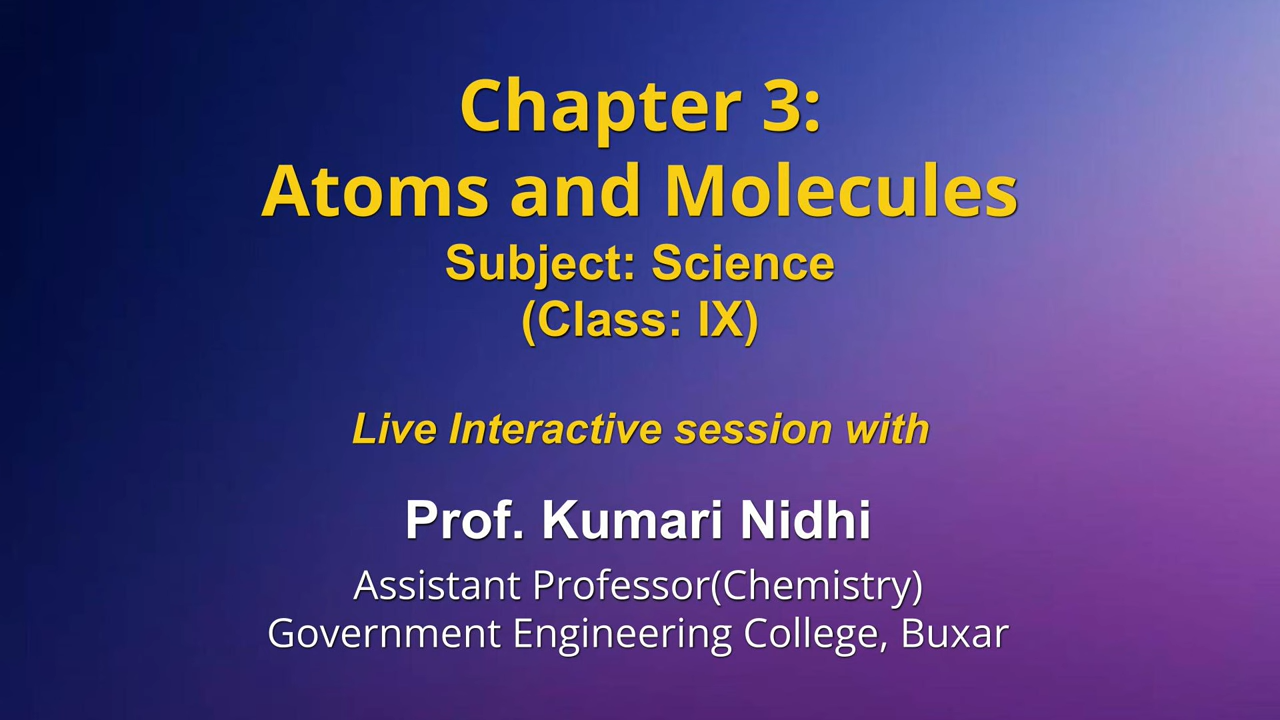 Chapter 3:
Atoms and Molecules
Subject: Science
(Class: IX)
Live Interactive session with
Prof. Kumari Nidhi
Assistant Professor(Chemistry)
Government Engineering College, Buxar